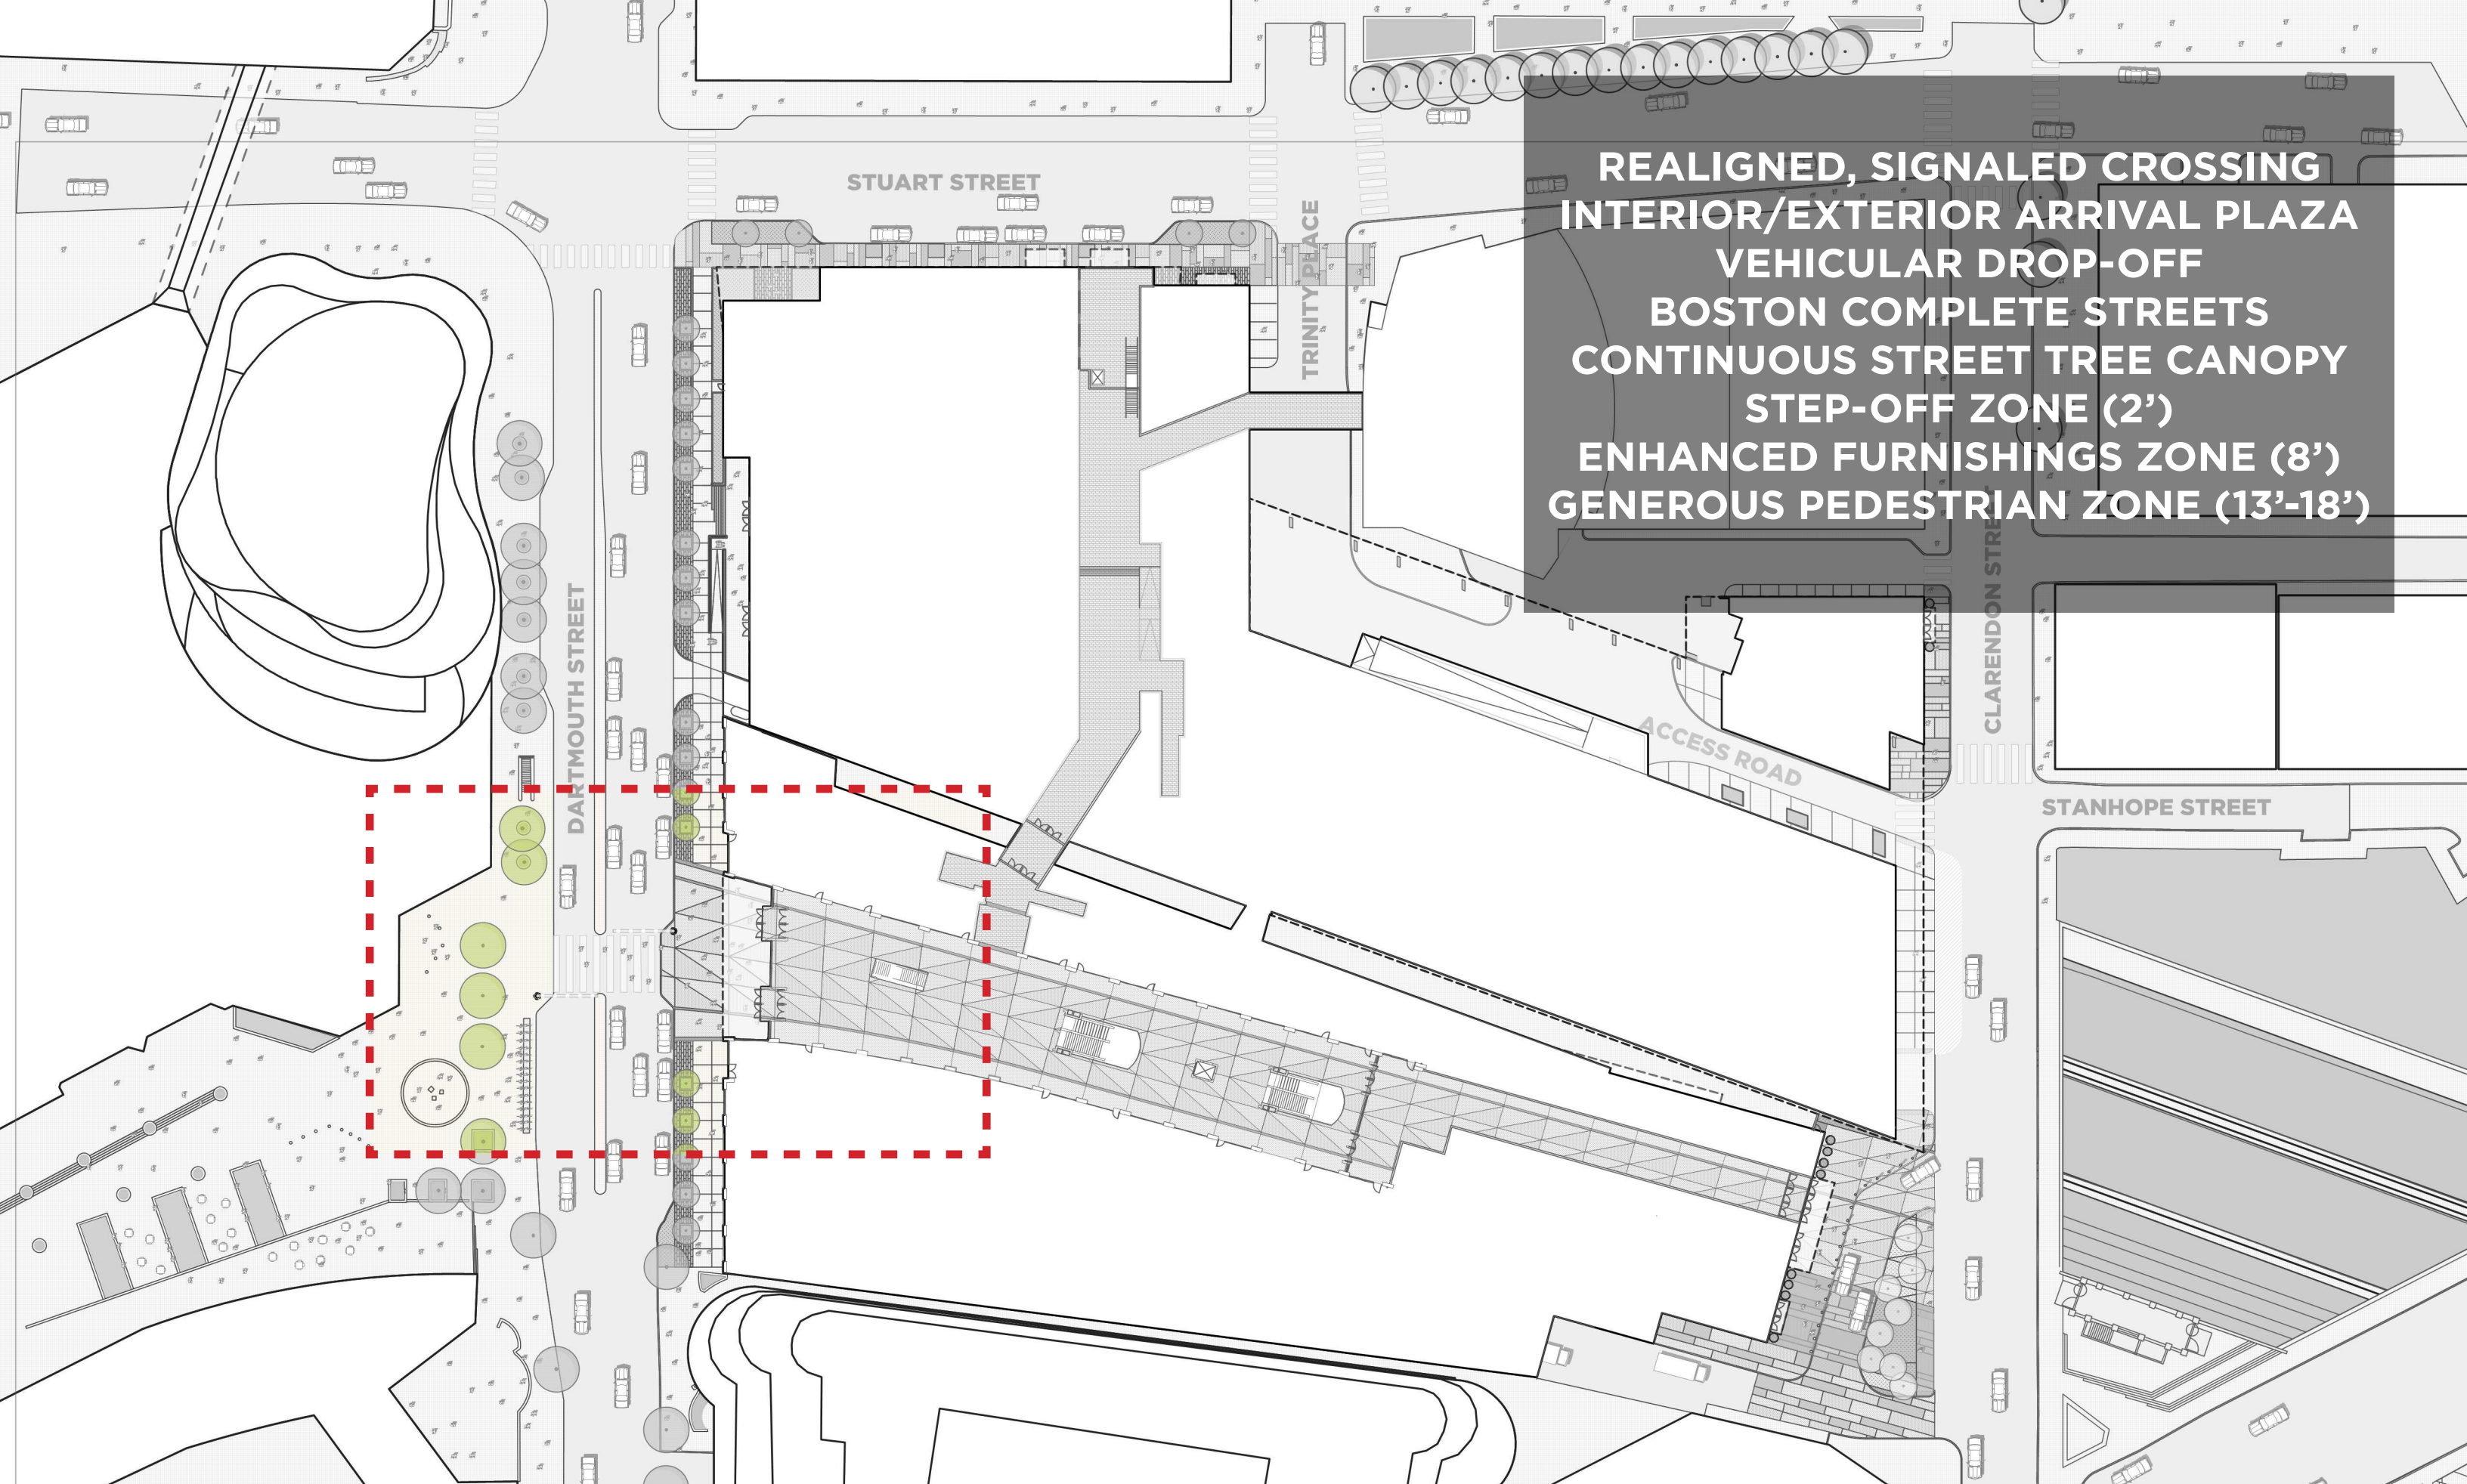 STUART STREET
TRINITY PLACE
REALIGNED, SIGNALED CROSSING
INTERIOR/EXTERIOR ARRIVAL PLAZA
VEHICULAR DROP-OFF
BOSTON COMPLETE STREETS
CONTINUOUS STREET TREE CANOPY
STEP-OFF ZONE (2’)
ENHANCED FURNISHINGS ZONE (8’)
GENEROUS PEDESTRIAN ZONE (13’-18’)
DARTMOUTH STREET
CLARENDON STREET
ACCESS ROAD
STANHOPE STREET